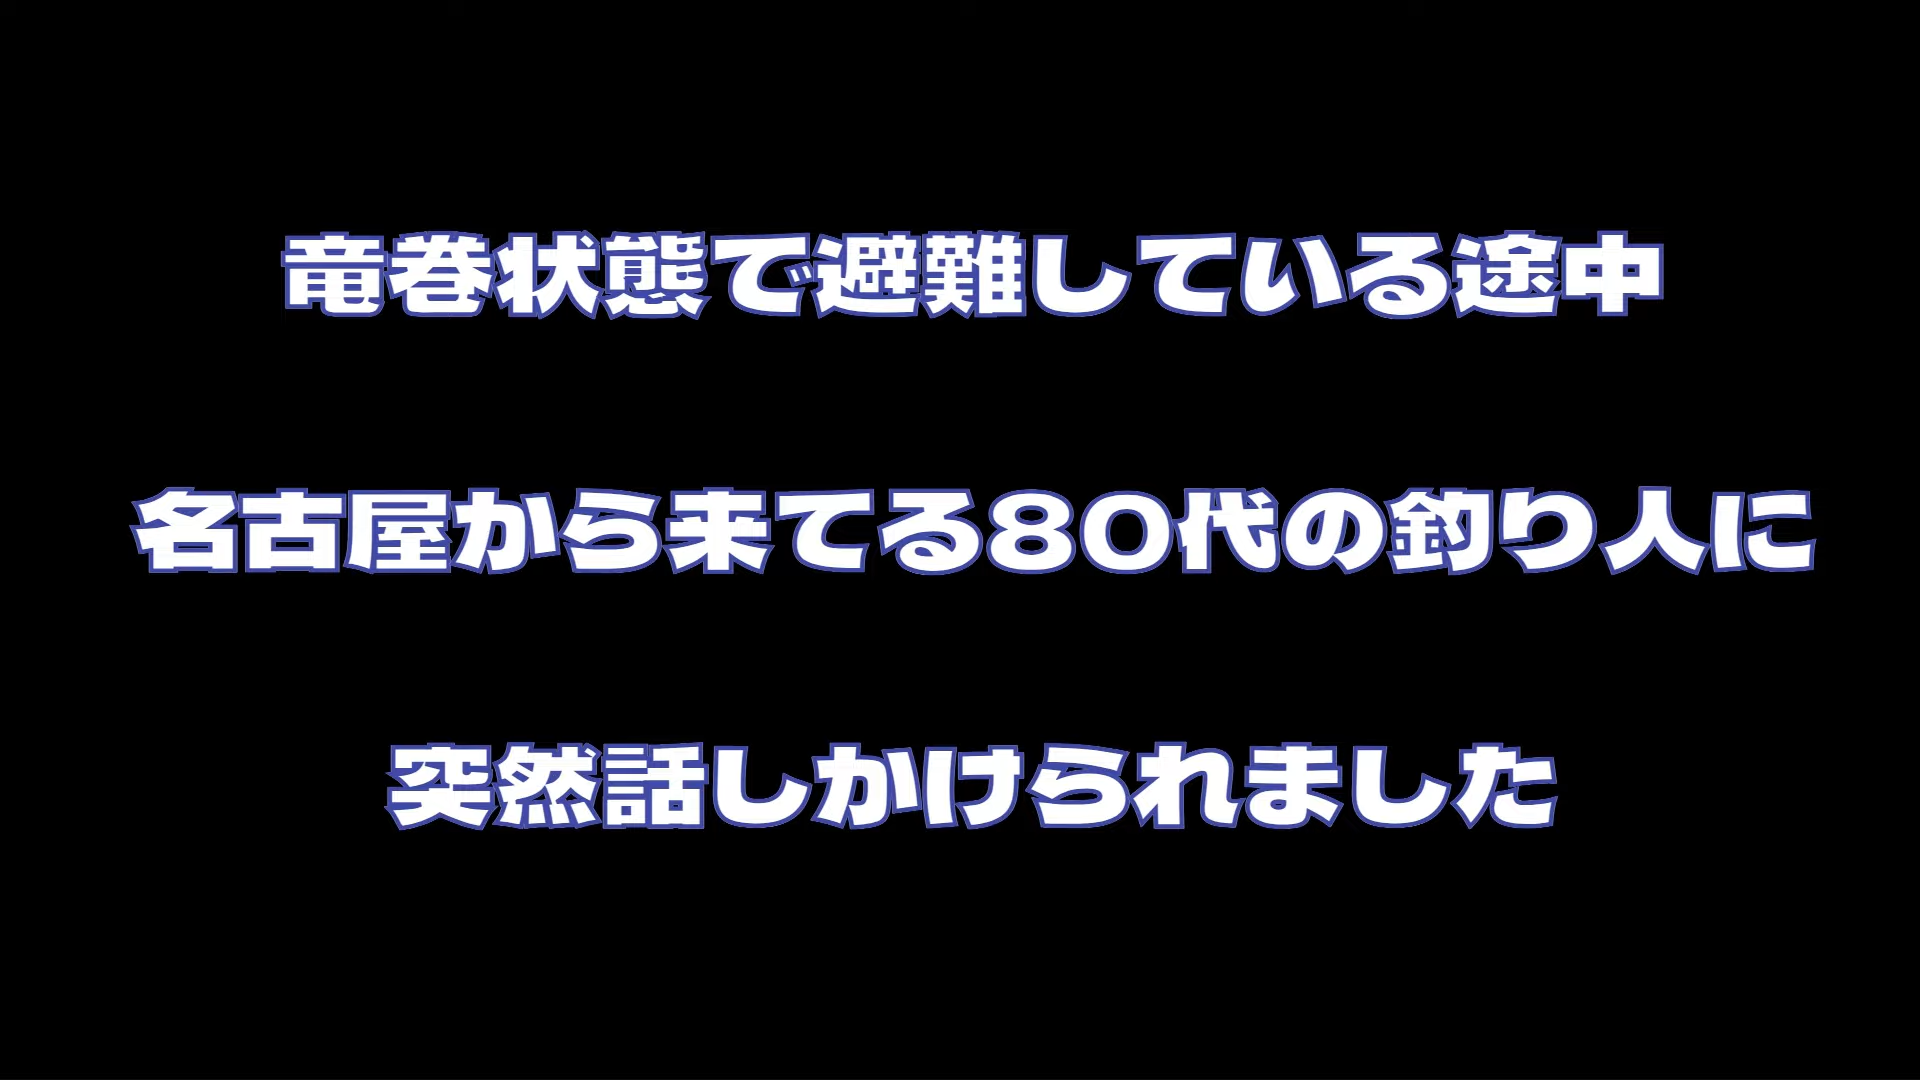 竜巻状態で避難している途中
名古屋から来てる80代の釣り人に
突然話しかけられました